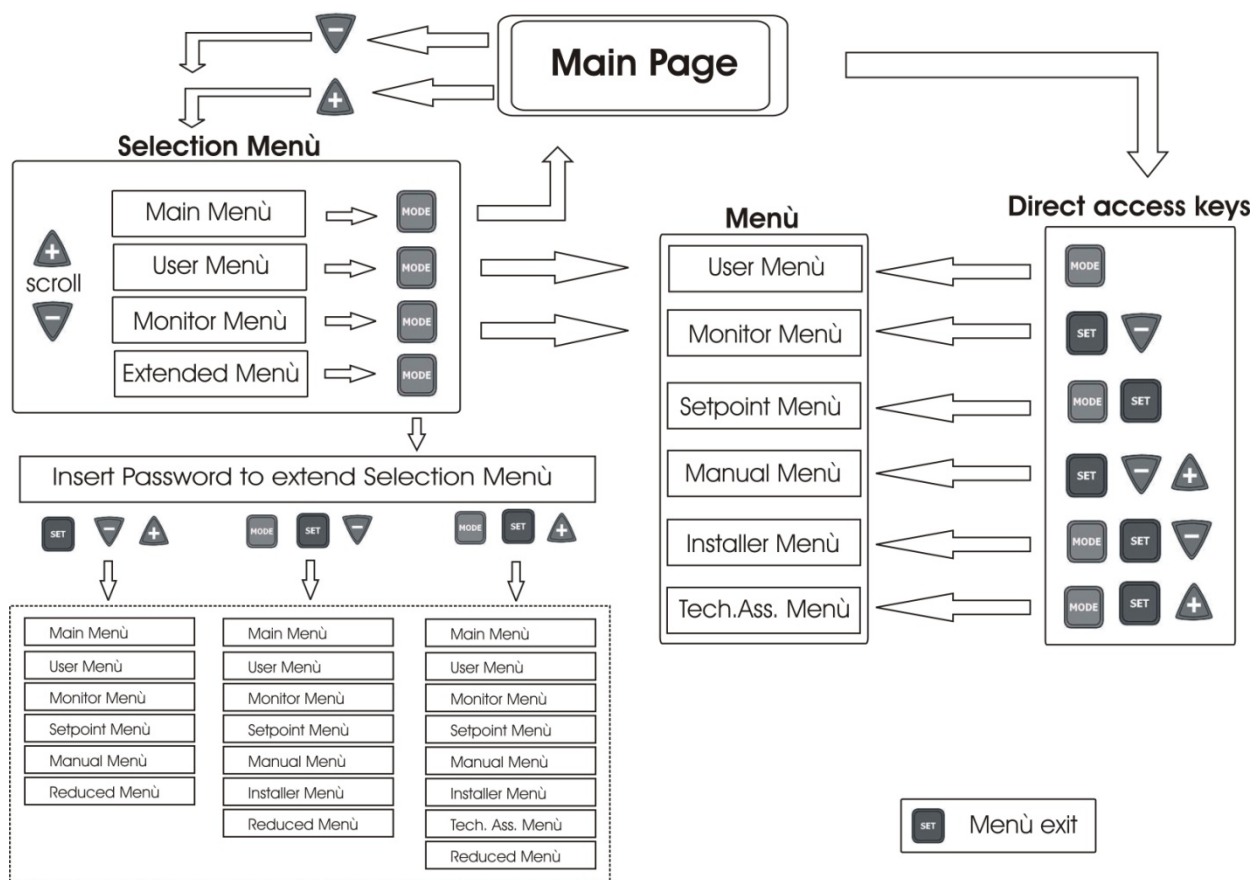 Main Page
−
+
Selection Menù
+
scroll
−
Main Menù
MODE
User Menù
MODE
Monitor Menù
MODE
Extended Menù
MODE
Insert Password to extend Selection Menù
SET − +
MODE SET −
MODE SET +
Main Menù
User Menù
Monitor Menù
Setpoint Menù
Manual Menù
Reduced Menù
Main Menù
User Menù
Monitor Menù
Setpoint Menù
Manual Menù
Installer Menù
Reduced Menù
Main Menù
User Menù
Monitor Menù
Setpoint Menù
Manual Menù
Installer Menù
Tech. Ass. Menù
Reduced Menù
Menù
User Menù
Monitor Menù
Setpoint Menù
Manual Menù
Installer Menù
Tech.Ass. Menù
Direct access keys
MODE
SET −
MODE SET
SET − +
MODE SET −
MODE SET +
SET Menù exit